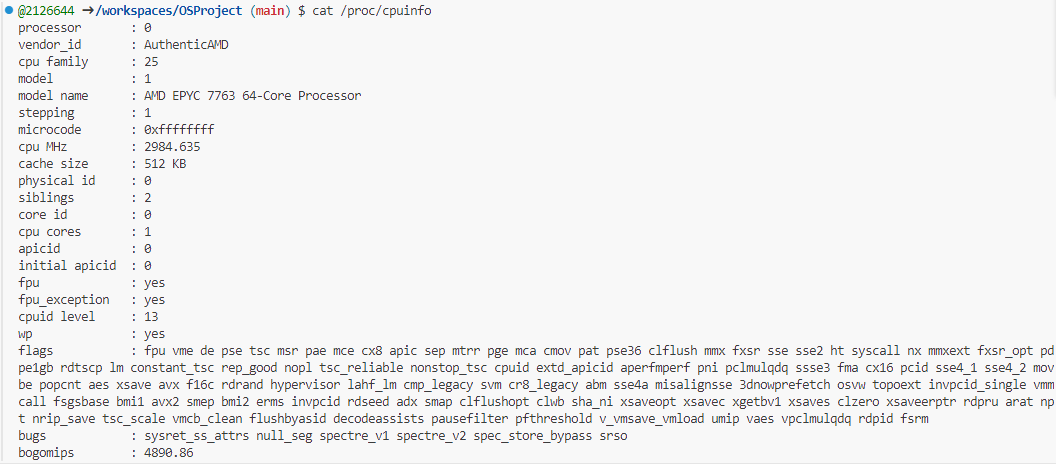 @2126644 ➜/workspaces/OSProject (main) $ cat /proc/cpuinfo
processor : 0
vendor_id : AuthenticAMD
cpu family : 25
model : 1
model name : AMD EPYC 7763 64-Core Processor
stepping : 1
microcode : 0xffffffff
cpu MHz : 2984.635
cache size : 512 KB
physical id : 0
siblings : 2
core id : 0
cpu cores : 1
apicid : 0
initial apicid : 0
fpu : yes
fpu_exception : yes
cpuid level : 13
wp : yes
flags : fpu vme de pse tsc msr pae mce cx8 apic sep mtrr pge mca cmov pat pse36 clflush mmx fxsr sse sse2 ht syscall nx mmxext fxsr_opt pd
pe1gb rdtscp lm constant_tsc rep_good nopl tsc_reliable nonstop_tsc cpuid extd_apicid aperfmperf pni pclmulqdq ssse3 fma cx16 pcid sse4_1 sse4_2 mov
be popcnt aes xsave avx f16c rdrand hypervisor lahf_lm cmp_legacy svm cr8_legacy abm sse4a misalignsse 3dnowprefetch osvw topoext invpcid_single vmm
call fsgsbase bmi1 avx2 smep bmi2 erms invpcid rdseed adx smap clflushopt clwb sha_ni xsaveopt xsavec xgetbv1 xsaves clzero xsaveerptr rdpru arat np
t nrip_save tsc_scale vmcb_clean flushbyasid decodeassists pausefilter pfthreshold v_vmsave_vmload umip vaes vpclmulqdq rdpid fsrm
bugs : sysret_ss_attrs null_seg spectre_v1 spectre_v2 spec_store_bypass srso
bogomips : 4890.86